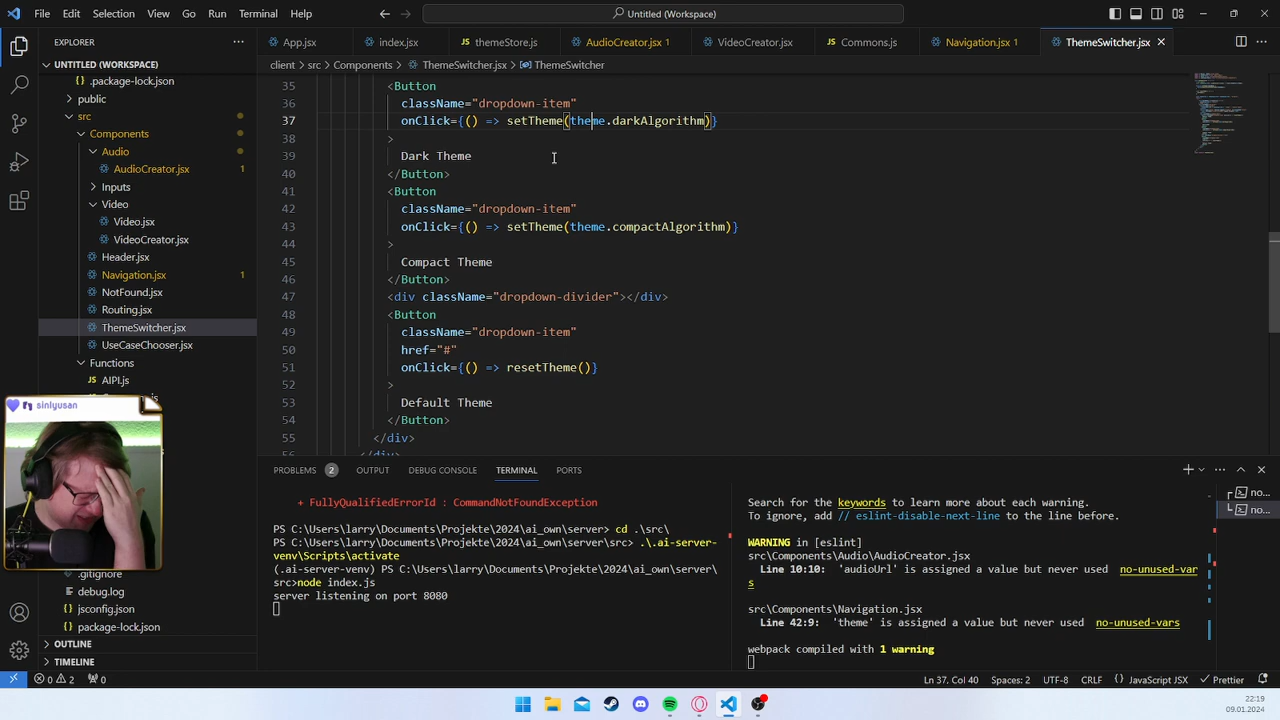 File Edit Selection View Go Run Terminal Help
Untitled (Workspace)
EXPLORER
App.jsx
index.jsx
themeStore.js
AudioCreator.jsx 1
VideoCreator.jsx
Commons.js
Navigation.jsx 1
ThemeSwitcher.jsx
UNTITLED (WORKSPACE)
client > src > Components > ThemeSwitcher.jsx > ThemeSwitcher
.package-lock.json
public
src
Components
Audio
AudioCreator.jsx 1
Inputs
Video
Video.jsx
VideoCreator.jsx
Header.jsx
Navigation.jsx 1
NotFound.jsx
Routing.jsx
ThemeSwitcher.jsx
UseCaseChooser.jsx
Functions
AIPI.js
sinlyusan
.gitignore
debug.log
jsconfig.json
package-lock.json
OUTLINE
TIMELINE
35 <Button
36 className="dropdown-item"
37 onClick={() => setTheme(theme.darkAlgorithm)}
38 >
39 Dark Theme
40 </Button>
41 <Button
42 className="dropdown-item"
43 onClick={() => setTheme(theme.compactAlgorithm)}
44 >
45 Compact Theme
46 </Button>
47 <div className="dropdown-divider"></div>
48 <Button
49 className="dropdown-item"
50 href="#"
51 onClick={() => resetTheme()}
52 >
53 Default Theme
54 </Button>
55 </div>
56 </div>
PROBLEMS 2 OUTPUT DEBUG CONSOLE TERMINAL PORTS
+ FullyQualifiedErrorId : CommandNotFoundException
PS C:\Users\larry\Documents\Projekte\2024\ai_own\server> cd .\src\
PS C:\Users\larry\Documents\Projekte\2024\ai_own\server\src> .\.ai-server-
venv\Scripts\activate
(.ai-server-venv) PS C:\Users\larry\Documents\Projekte\2024\ai_own\server\
src>node index.js
server listening on port 8080
Search for the keywords to learn more about each warning.
To ignore, add // eslint-disable-next-line to the line before.
WARNING in [eslint]
src\Components\Audio\AudioCreator.jsx
Line 10:10: 'audioUrl' is assigned a value but never used no-unused-var
s
src\Components\Navigation.jsx
Line 42:9: 'theme' is assigned a value but never used no-unused-vars
webpack compiled with 1 warning
no...
no...
0 2 0
Ln 37, Col 40 Spaces: 2 UTF-8 CRLF {} JavaScript JSX Prettier
22:19
09.01.2024